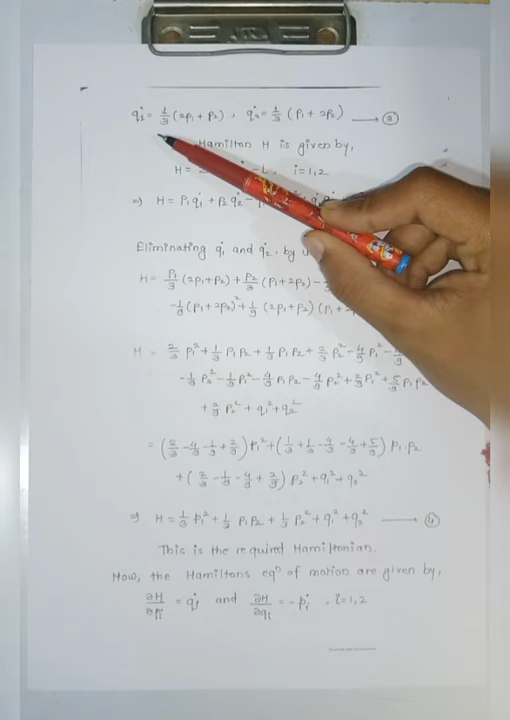 q̇₁ = 1/3 (2p₁ + p₂), q̇₂ = 1/3 (p₁ + 2p₂) → ③
Hamilton H is given by,
H = - L, i=1,2
⇒ H = p₁q̇₁ + p₂q̇₂ -
Eliminating q̇₁ and q̇₂, by
H = p₁/3 (2p₁+p₂) + p₂/3 (p₁+2p₂) -
-1/9 (p₁+2p₂)² + 1/9 (2p₁+p₂) (p₁+2p
H = 2/3 p₁² + 1/3 p₁p₂ + 1/3 p₁p₂ + 2/3 p₂² - 4/9 p₁² -
-1/9 p₂² - 1/9 p₁² - 4/9 p₁p₂ - 4/9 p₂² + 2/9 p₁² + 5/9 p₁p₂
+ 2/9 p₂² + q₁² + q₂²
= (2/3 - 4/9 - 1/9 + 2/9) p₁² + (1/3 + 1/3 - 4/9 - 4/9 + 5/9) p₁.p₂
+ (2/3 - 1/9 - 4/9 + 2/9) p₂² + q₁² + q₂²
⇒ H = 1/3 p₁² + 1/3 p₁p₂ + 1/3 p₂² + q₁² + q₂² → ④
This is the required Hamiltonian.
Now, the Hamiltons eqⁿ of motion are given by,
∂H/∂pᵢ = q̇ᵢ and ∂H/∂qᵢ = -ṗᵢ, i=1,2